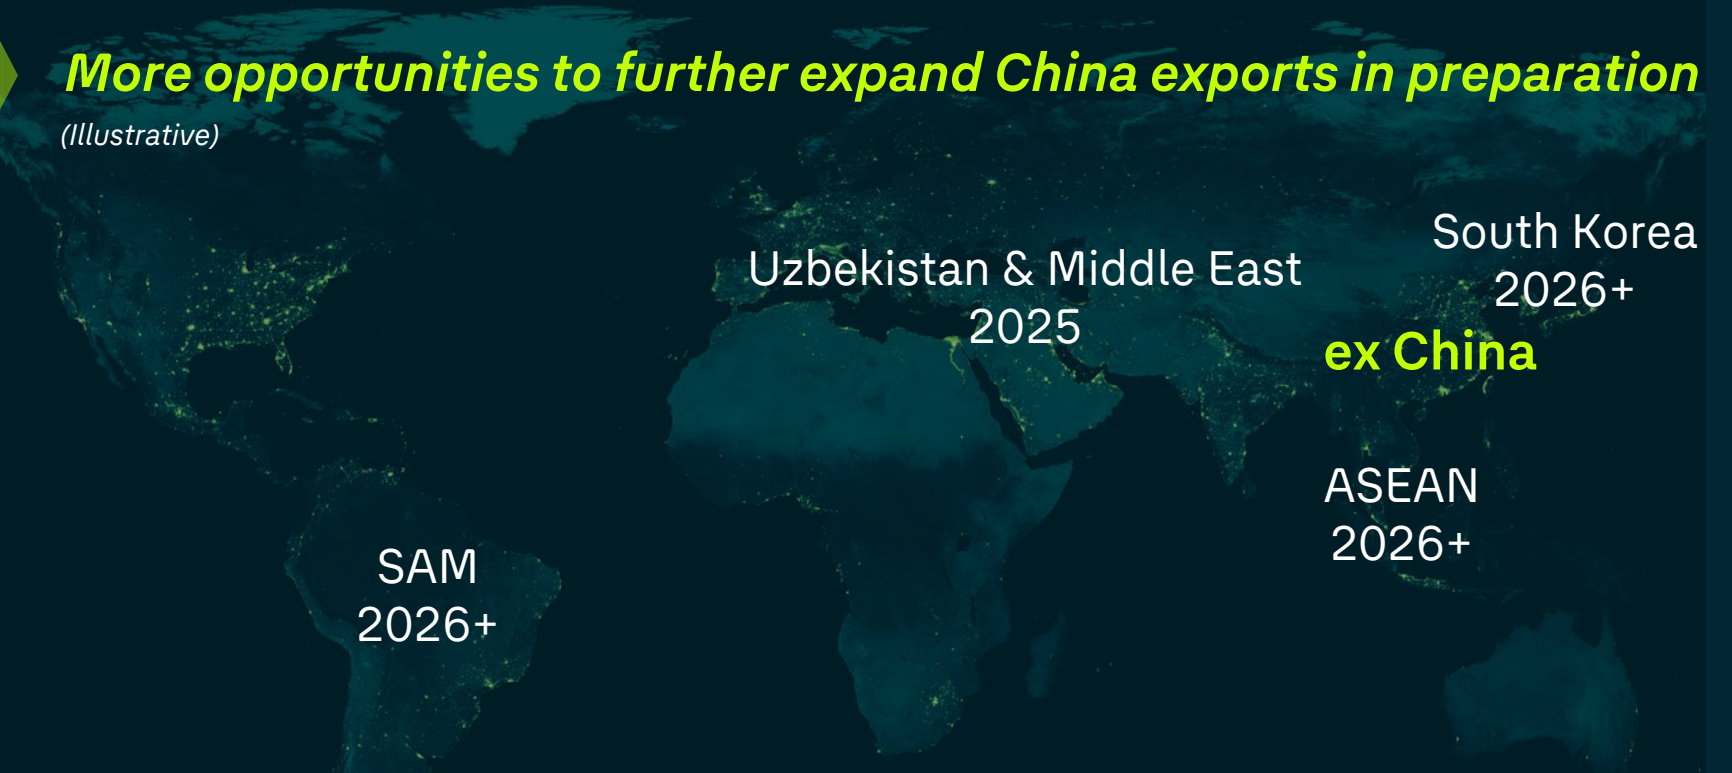 More opportunities to further expand China exports in preparation
(Illustrative)
South Korea
2026+
Uzbekistan & Middle East
2025
ex China
ASEAN
2026+
SAM
2026+